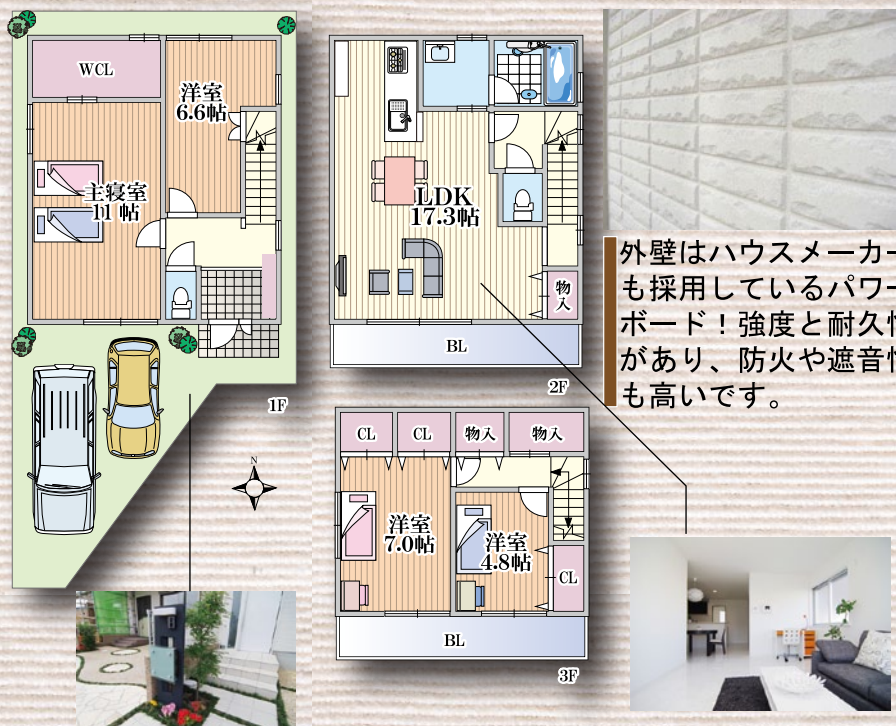 WCL
洋室
6.6帖
主寝室
11 帖
1F
N
LDK
17.3帖
物
入
BL
2F
CL
CL
物入
物入
洋室
7.0帖
洋室
4.8帖
CL
BL
3F
外壁はハウスメーカー
も採用しているパワー
ボード！強度と耐久性
があり、防火や遮音性
も高いです。